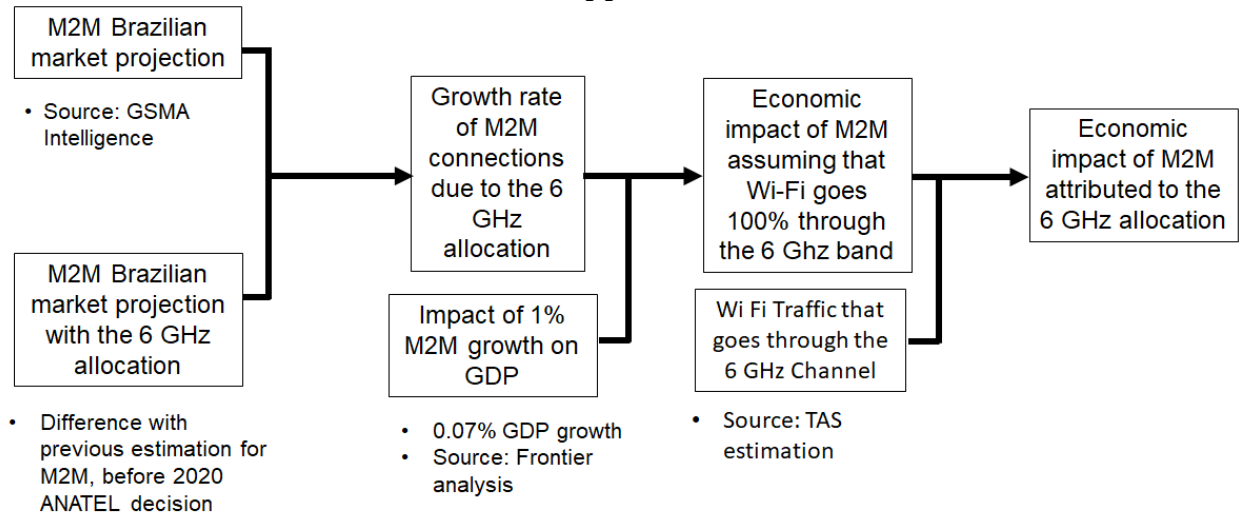 M2M Brazilian
market projection
• Source: GSMA
Intelligence
M2M Brazilian
market projection
with the 6 GHz
allocation
• Difference with
previous estimation for
M2M, before 2020
ANATEL decision
Growth rate
of M2M
connections
due to the 6
GHz
allocation
Impact of 1%
M2M growth on
GDP
• 0.07% GDP growth
• Source: Frontier
analysis
Economic
impact of M2M
assuming that
Wi-Fi goes
100% through
the 6 Ghz band
Wi Fi Traffic that
goes through the
6 GHz Channel
• Source: TAS
estimation
Economic
impact of M2M
attributed to the
6 GHz allocation